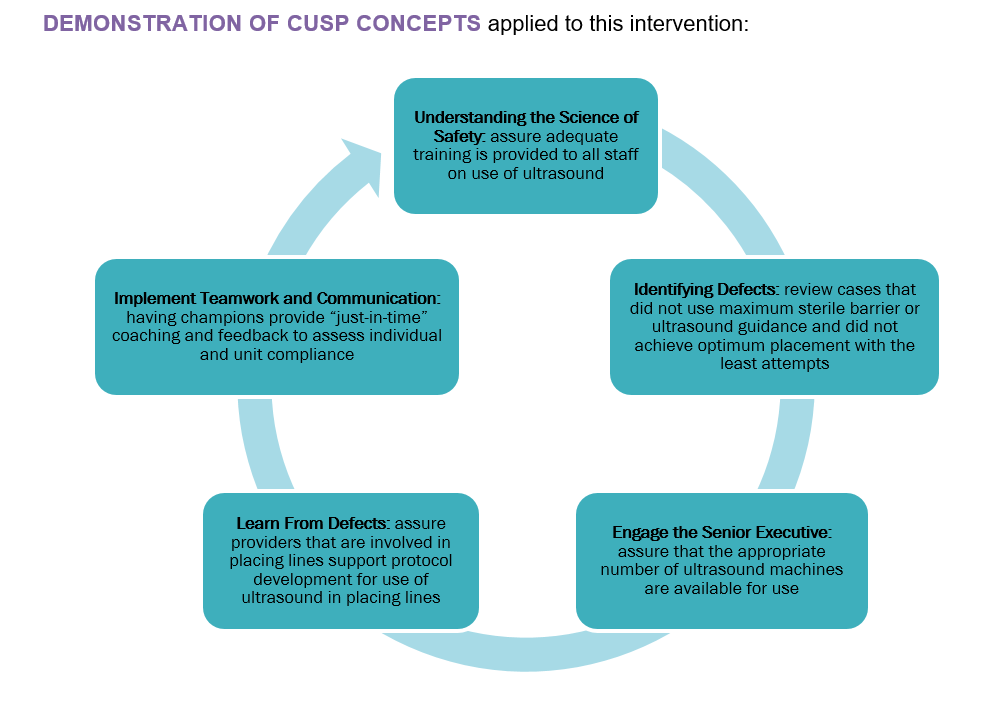 DEMONSTRATION OF CUSP CONCEPTS applied to this intervention:
Understanding the Science of
Safety: assure adequate
training is provided to all staff
on use of ultrasound
Identifying Defects: review cases that
did not use maximum sterile barrier or
ultrasound guidance and did not
achieve optimum placement with the
least attempts
Engage the Senior Executive:
assure that the appropriate
number of ultrasound machines
are available for use
Learn From Defects: assure
providers that are involved in
placing lines support protocol
development for use of
ultrasound in placing lines
Implement Teamwork and Communication:
having champions provide “just-in-time”
coaching and feedback to assess individual
and unit compliance